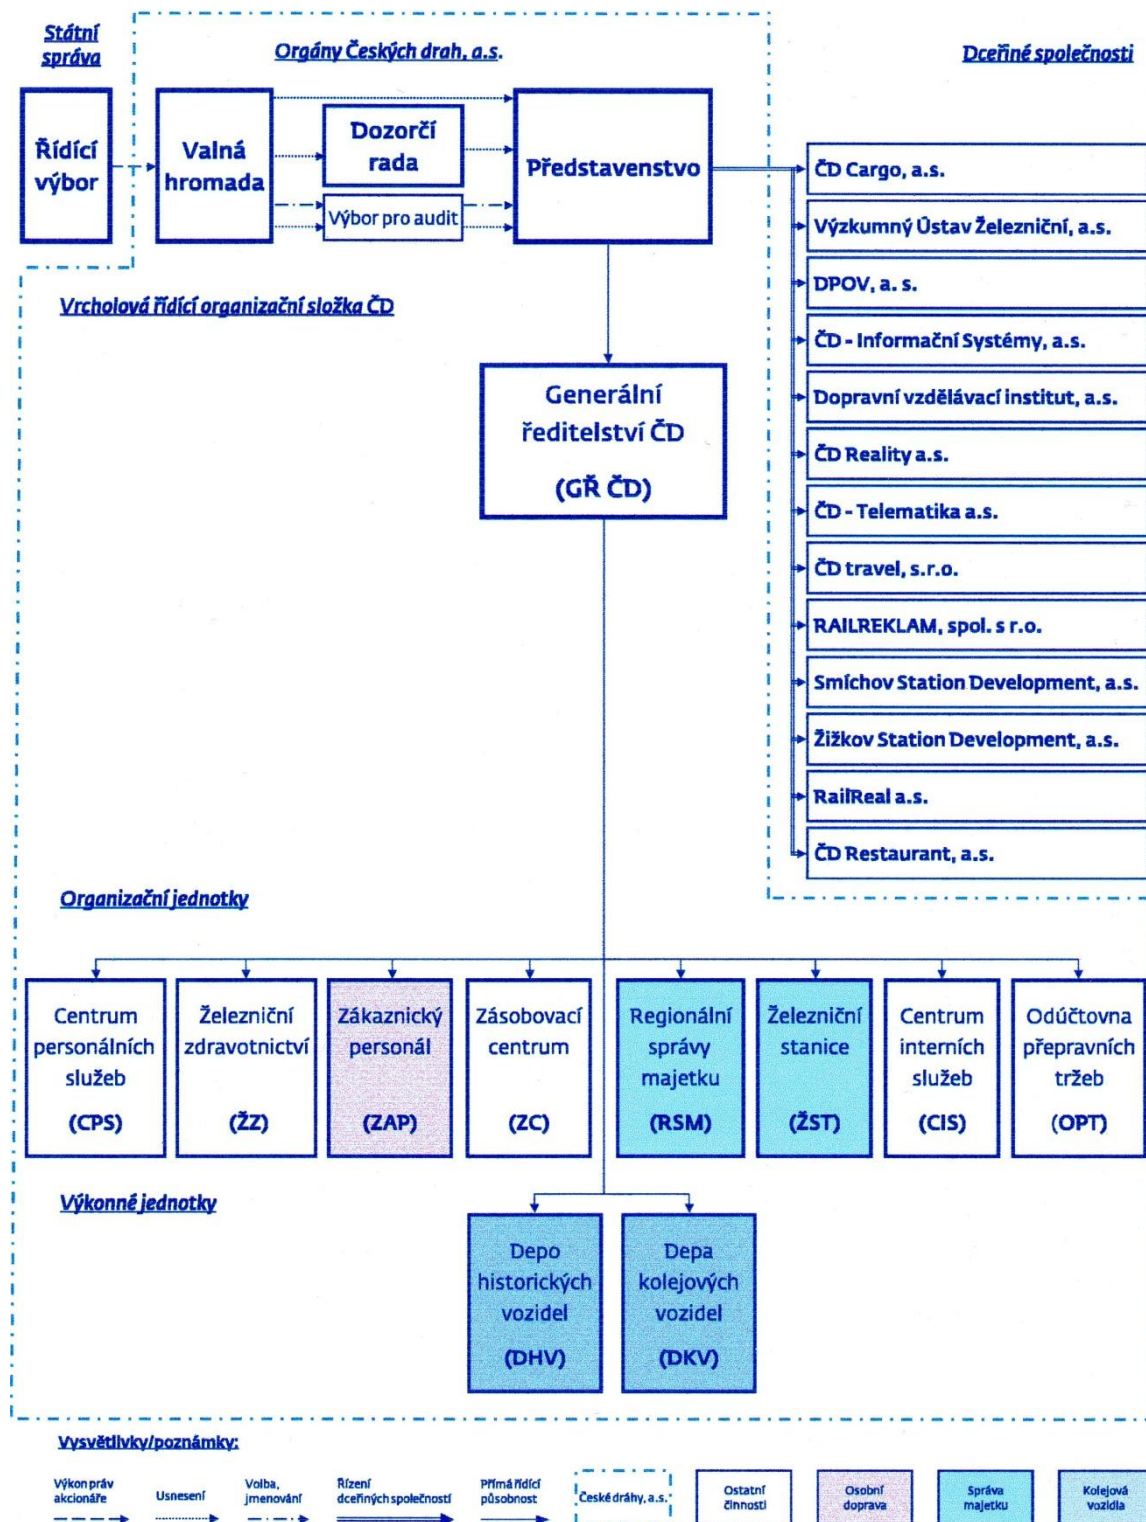 Státní
správa
Orgány Českých drah, a.s.
Dceřiné společnosti
Řídící
výbor
Valná
hromada
Dozorčí
rada
Výbor pro audit
Představenstvo
ČD Cargo, a.s.
Výzkumný Ústav Železniční, a.s.
DPOV, a. s.
ČD - Informační Systémy, a.s.
Dopravní vzdělávací institut, a.s.
ČD Reality a.s.
ČD - Telematika a.s.
ČD travel, s.r.o.
RAILREKLAM, spol. s r.o.
Smíchov Station Development, a.s.
Žižkov Station Development, a.s.
RailReal a.s.
ČD Restaurant, a.s.
Vrcholová řídící organizační složka ČD
Generální
ředitelství ČD
(GŘ ČD)
Organizační jednotky
Centrum
personálních
služeb
(CPS)
Železniční
zdravotnictví
(ŽZ)
Zákaznický
personál
(ZAP)
Zásobovací
centrum
(ZC)
Regionální
správy
majetku
(RSM)
Železniční
stanice
(ŽST)
Centrum
interních
služeb
(CIS)
Odúčtovna
přepravních
tržeb
(OPT)
Výkonné jednotky
Depo
historických
vozidel
(DHV)
Depa
kolejových
vozidel
(DKV)
Vysvětlivky/poznámky:
Výkon práv
akcionáře
Usnesení
Volba,
jmenování
Řízení
dceřiných společností
Přímá řídící
působnost
České dráhy, a.s.
Ostatní
činnosti
Osobní
doprava
Správa
majetku
Kolejová
vozidla